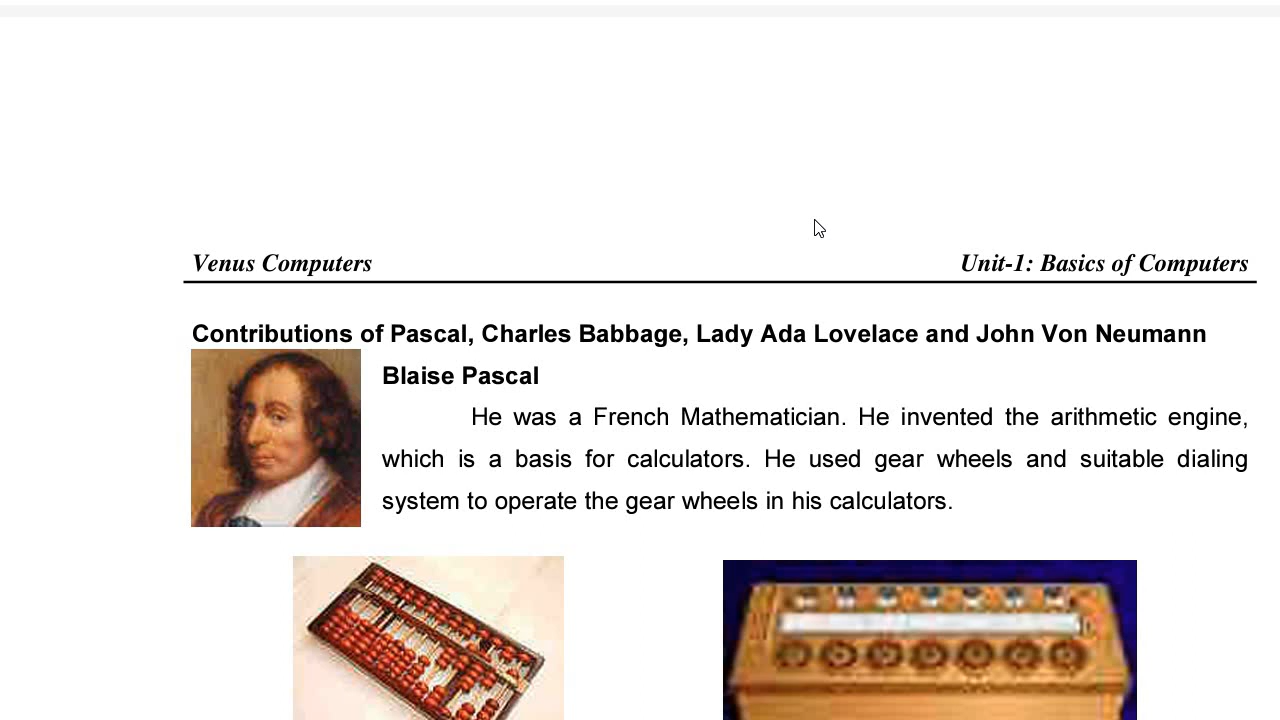 Venus Computers Unit-1: Basics of Computers
Contributions of Pascal, Charles Babbage, Lady Ada Lovelace and John Von Neumann
Blaise Pascal
He was a French Mathematician. He invented the arithmetic engine,
which is a basis for calculators. He used gear wheels and suitable dialing
system to operate the gear wheels in his calculators.